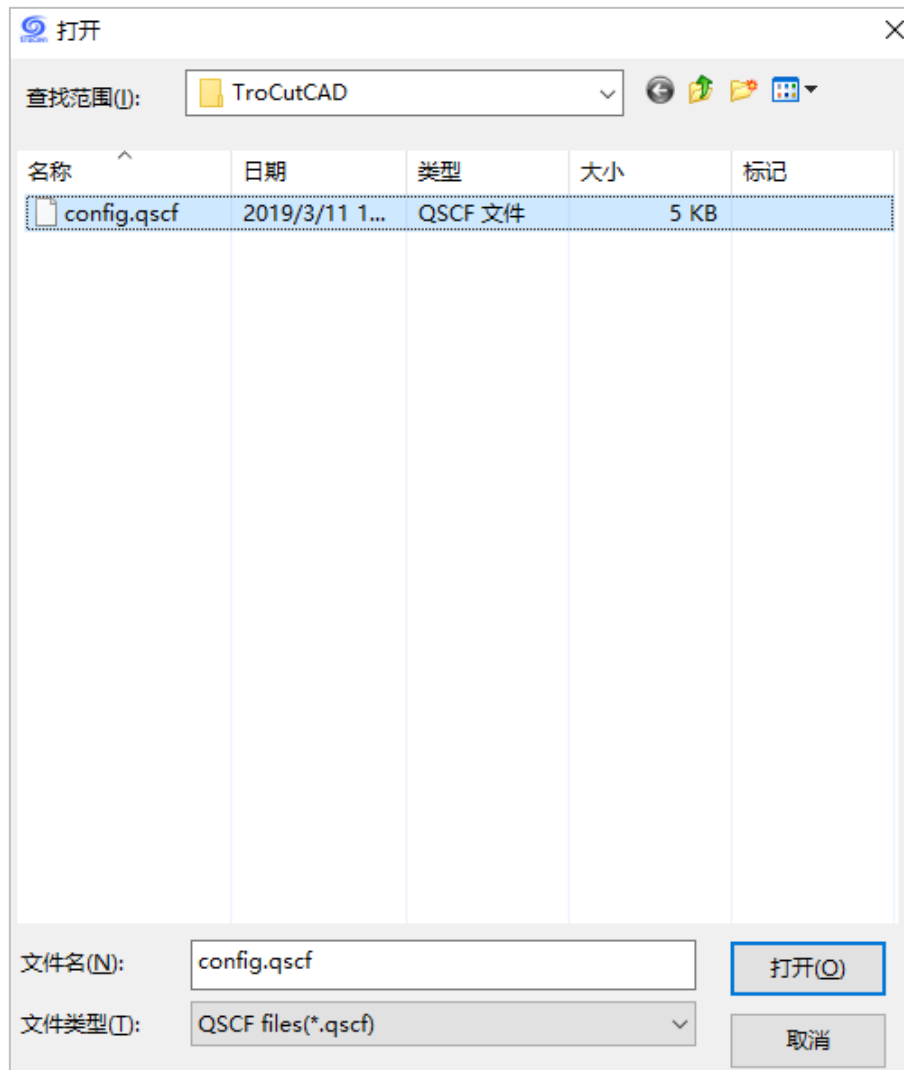 打开
查找范围(I):
TroCutCAD
名称 日期 类型 大小 标记
config.qscf 2019/3/11 1... QSCF 文件 5 KB
文件名(N): config.qscf 打开(O)
文件类型(T): QSCF files(*.qscf)
取消